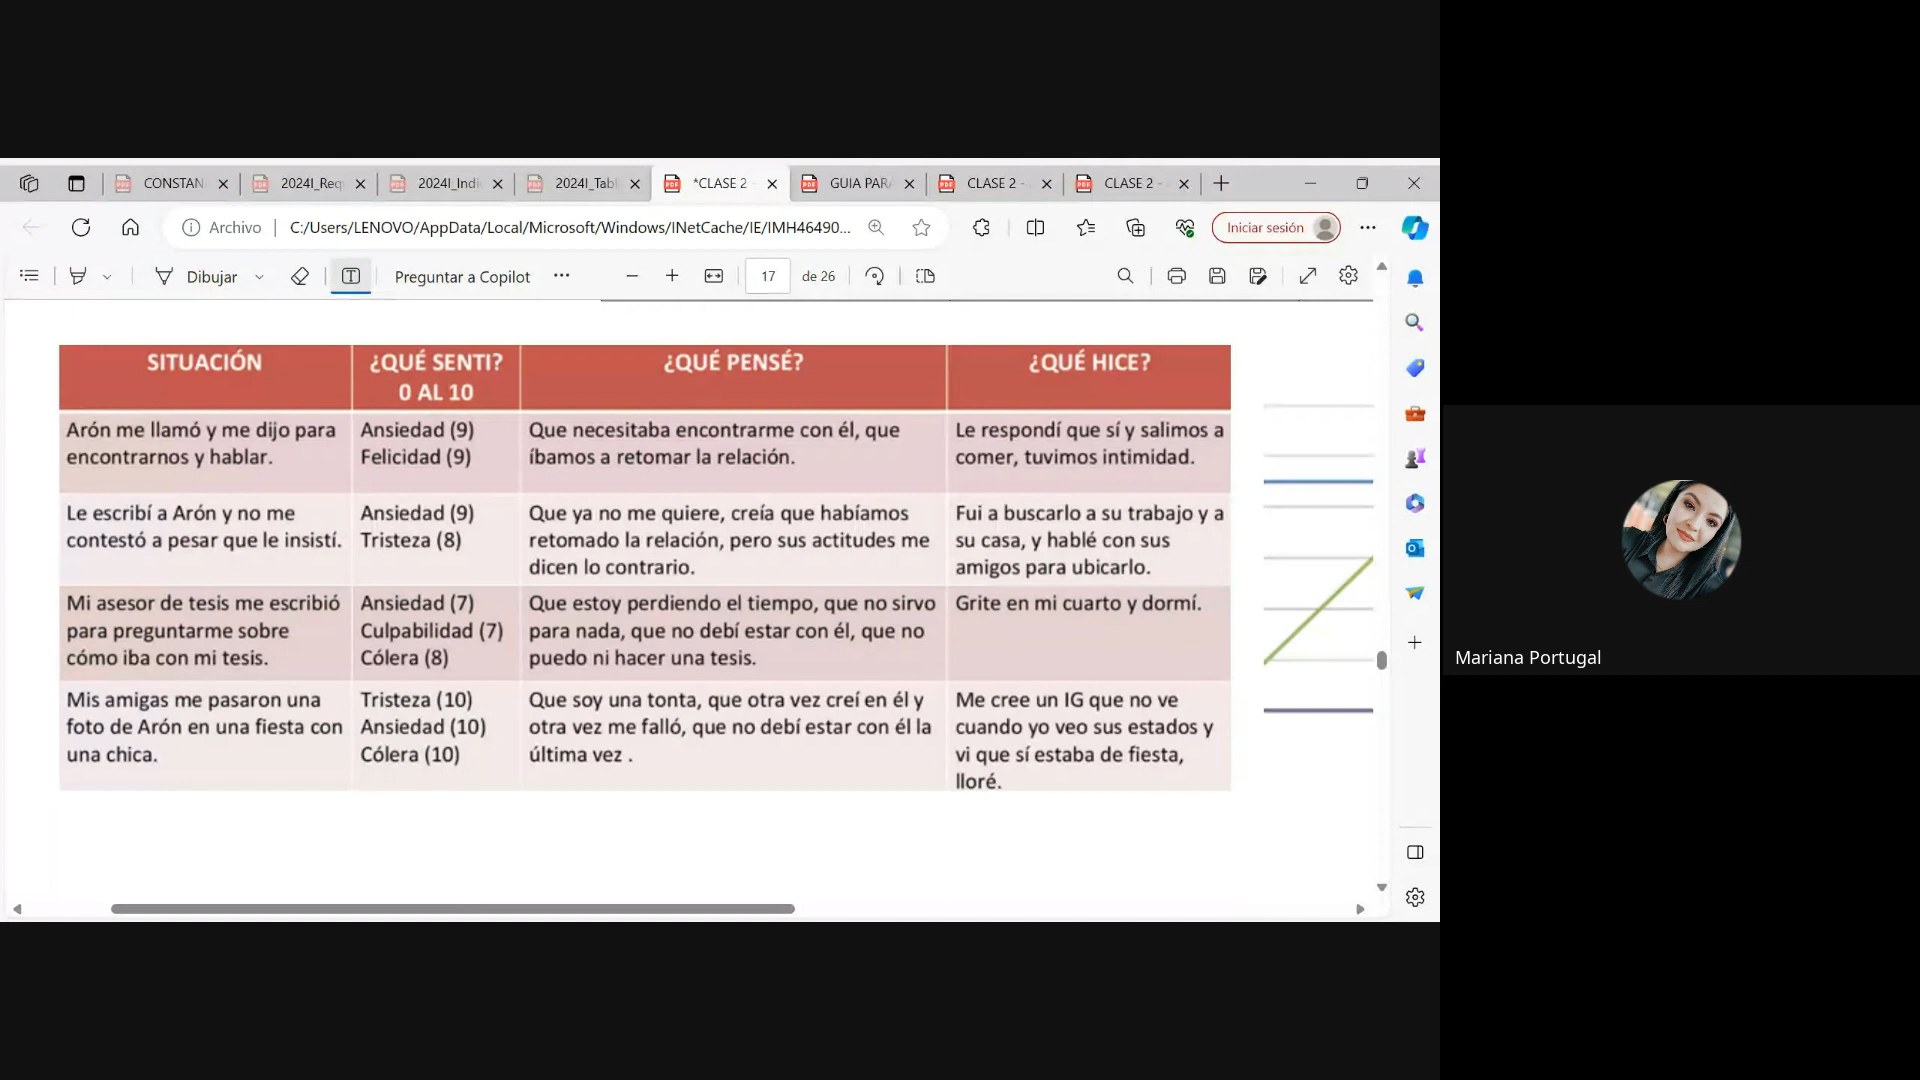 CONSTAN
2024I_Req
2024I_Indi
2024I_Tabl
*CLASE 2
GUIA PARA
CLASE 2 -
CLASE 2 -
Archivo
C:/Users/LENOVO/AppData/Local/Microsoft/Windows/INetCache/IE/IMH46490...
Iniciar sesión
Dibujar
Preguntar a Copilot
17 de 26
SITUACIÓN
¿QUÉ SENTI?
0 AL 10
¿QUÉ PENSÉ?
¿QUÉ HICE?
Arón me llamó y me dijo para
encontrarnos y hablar.
Ansiedad (9)
Felicidad (9)
Que necesitaba encontrarme con él, que
íbamos a retomar la relación.
Le respondí que sí y salimos a
comer, tuvimos intimidad.
Le escribí a Arón y no me
contestó a pesar que le insistí.
Ansiedad (9)
Tristeza (8)
Que ya no me quiere, creía que habíamos
retomado la relación, pero sus actitudes me
dicen lo contrario.
Fui a buscarlo a su trabajo y a
su casa, y hablé con sus
amigos para ubicarlo.
Mi asesor de tesis me escribió
para preguntarme sobre
cómo iba con mi tesis.
Ansiedad (7)
Culpabilidad (7)
Cólera (8)
Que estoy perdiendo el tiempo, que no sirvo
para nada, que no debí estar con él, que no
puedo ni hacer una tesis.
Grite en mi cuarto y dormí.
Mis amigas me pasaron una
foto de Arón en una fiesta con
una chica.
Tristeza (10)
Ansiedad (10)
Cólera (10)
Que soy una tonta, que otra vez creí en él y
otra vez me falló, que no debí estar con él la
última vez .
Me cree un IG que no ve
cuando yo veo sus estados y
vi que sí estaba de fiesta,
lloré.
Mariana Portugal